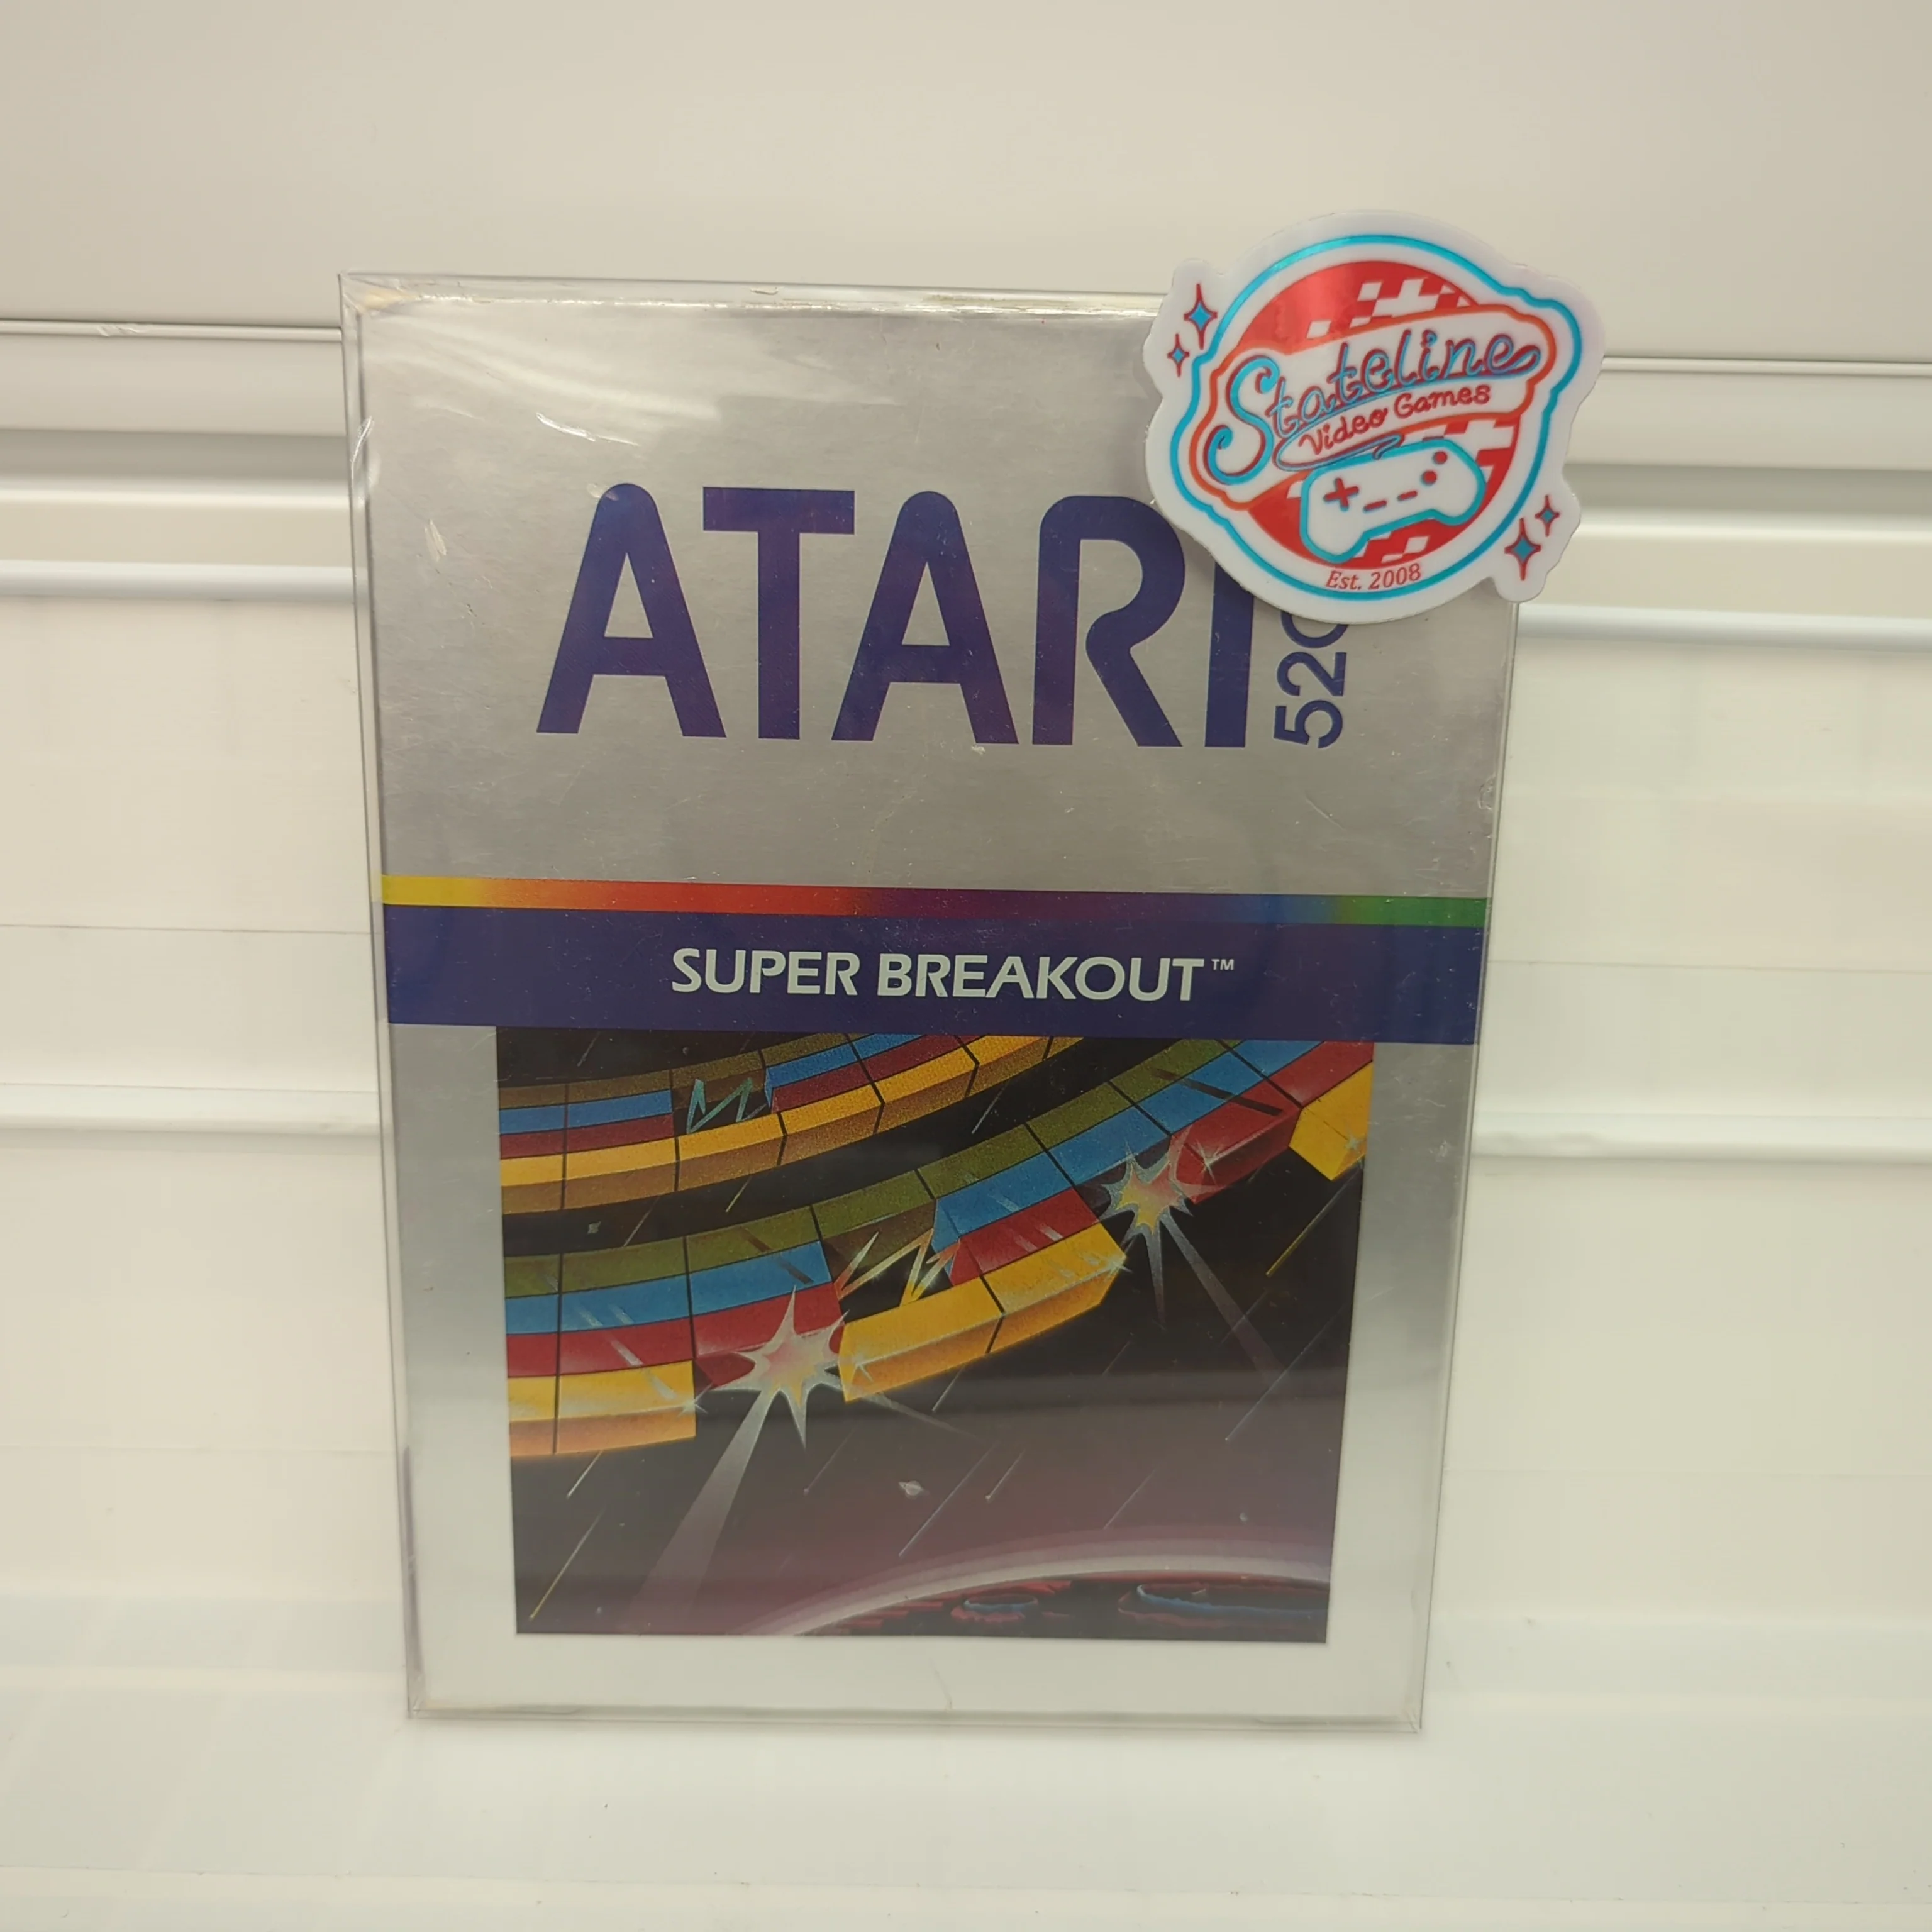 Stateline
Video Games
Est. 2008
ATARI
520
SUPER BREAKOUT™